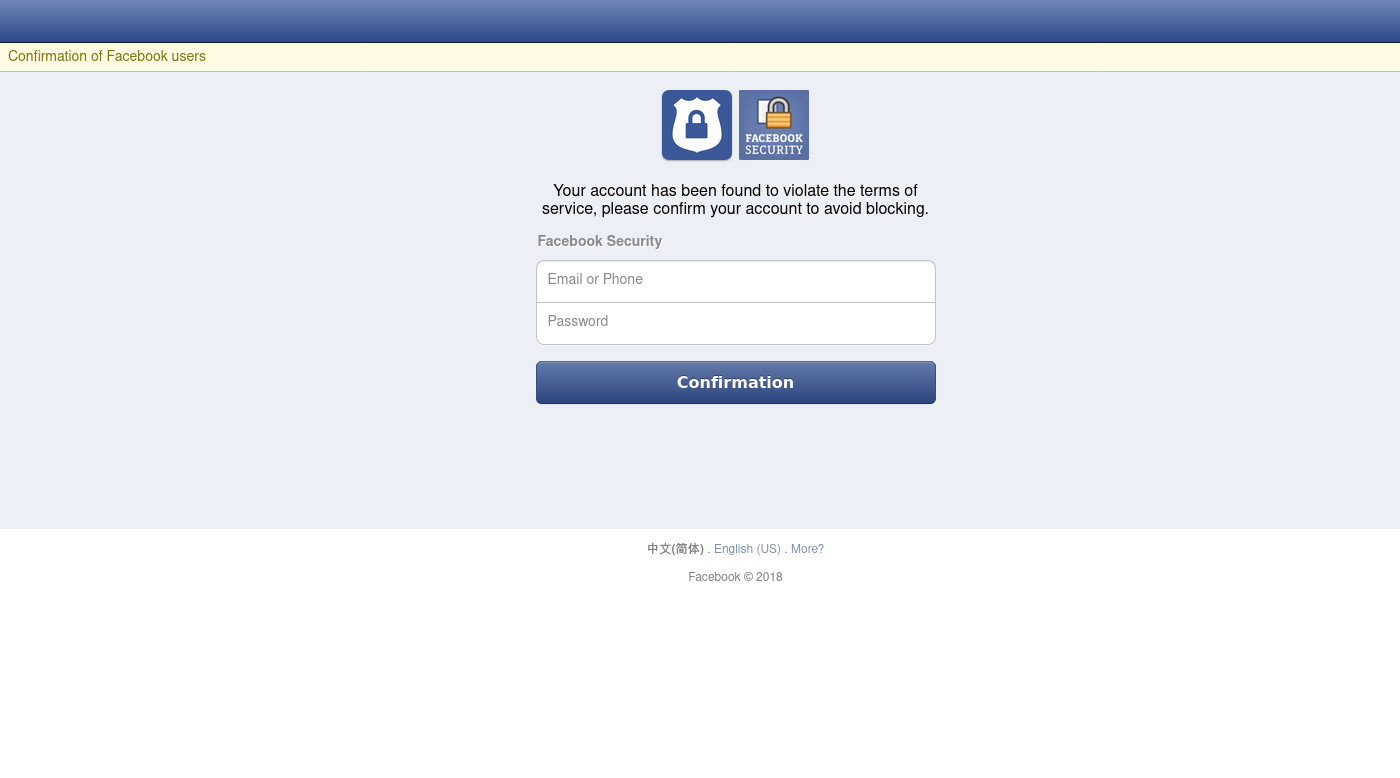 Confirmation of Facebook users
FACEBOOK
SECURITY
Your account has been found to violate the terms of
service, please confirm your account to avoid blocking.
Facebook Security
Email or Phone
Password
Confirmation
中文(简体) . English (US) . More?
Facebook © 2018